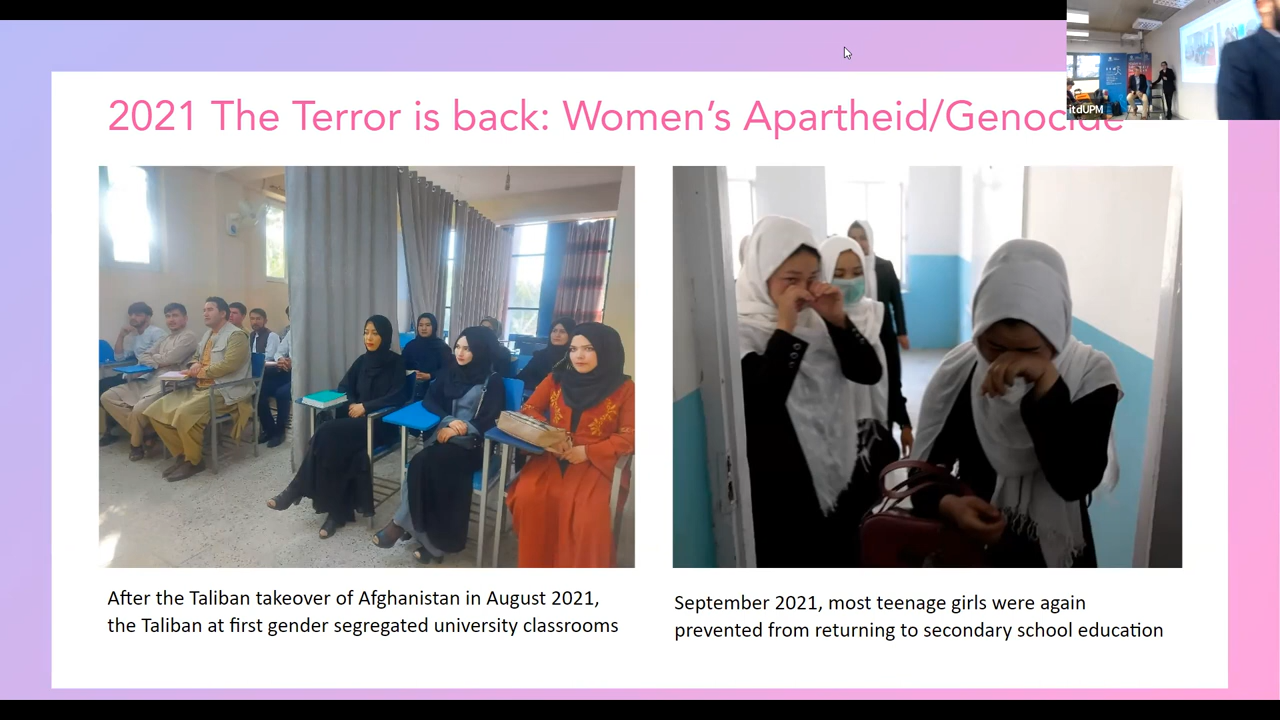 2021 The Terror is back: Women's Apartheid/Genocide
itdUPM
After the Taliban takeover of Afghanistan in August 2021,
the Taliban at first gender segregated university classrooms
September 2021, most teenage girls were again
prevented from returning to secondary school education